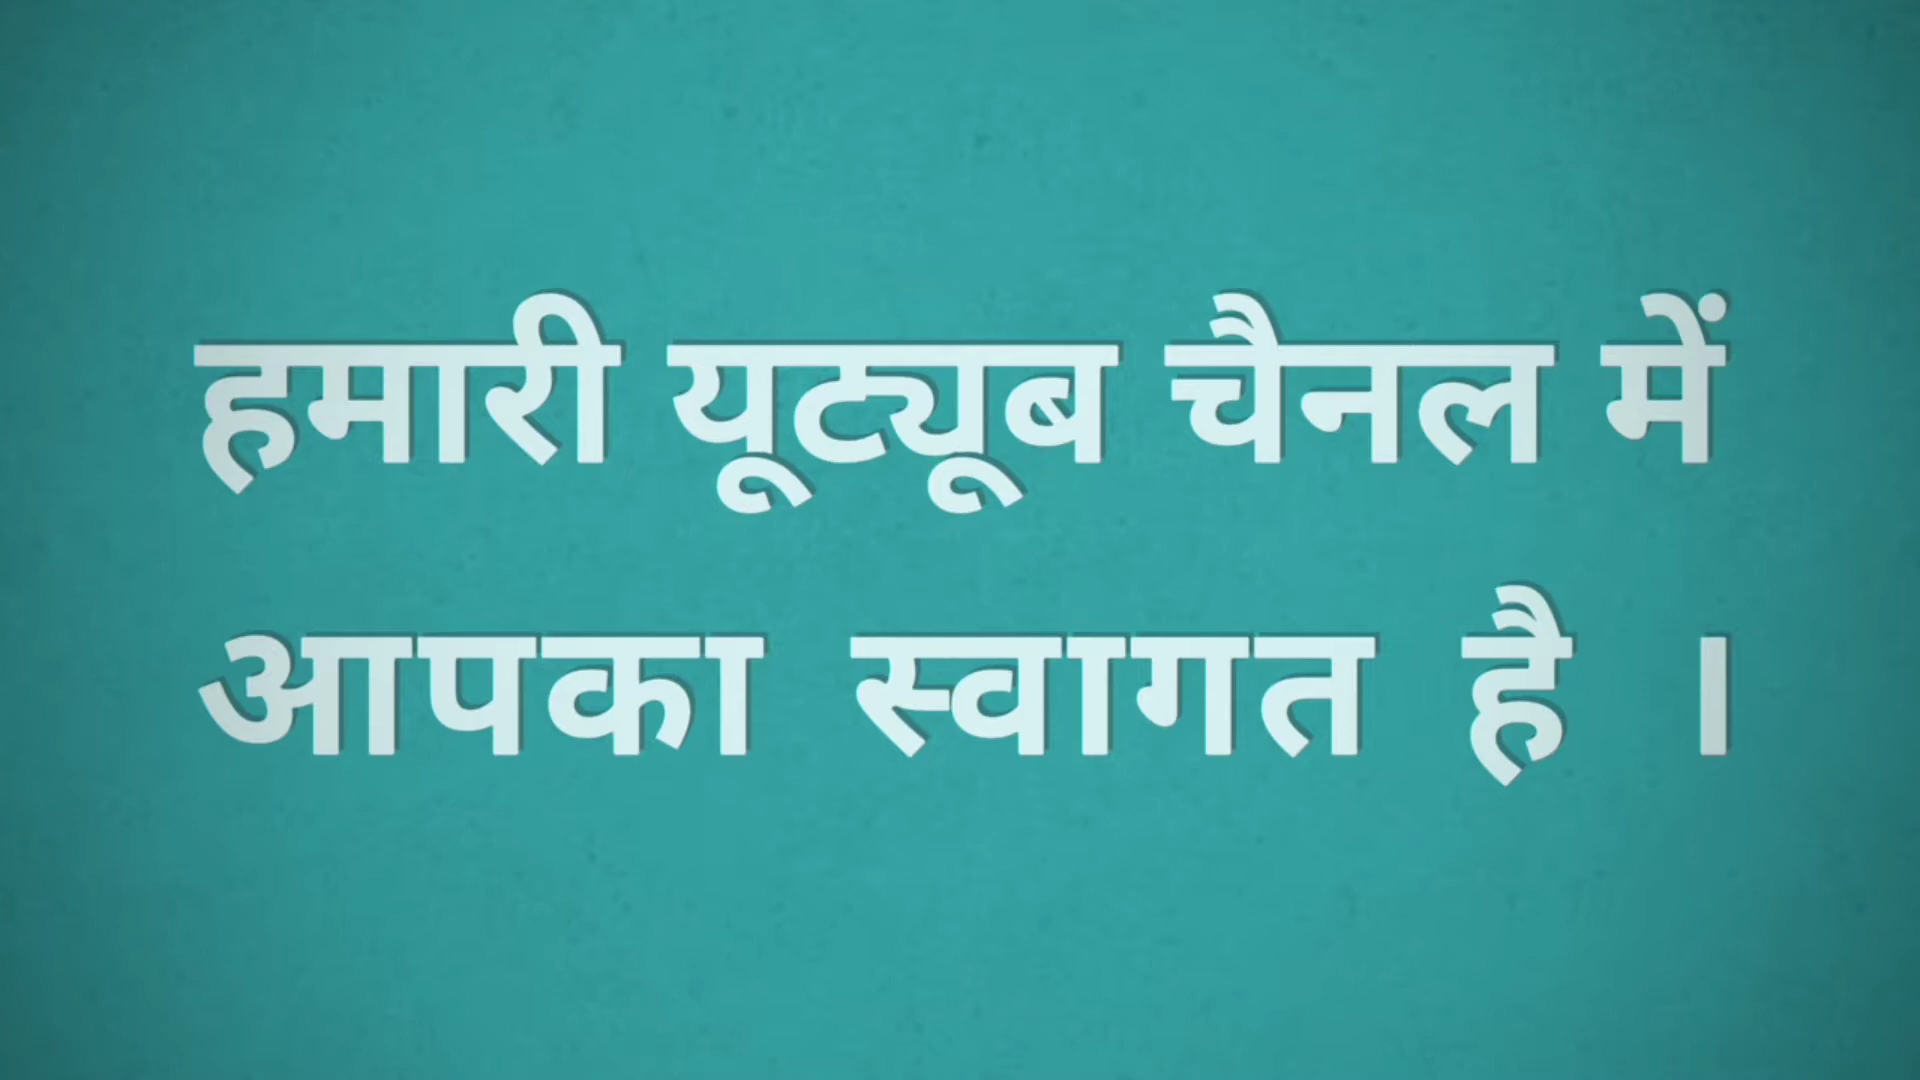 हमारी यूट्यूब चैनल में
आपका स्वागत है ।